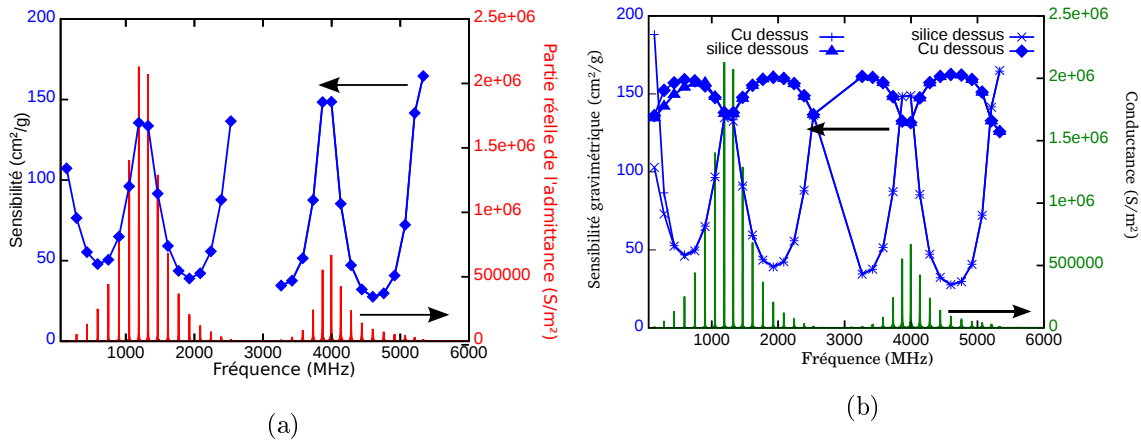 Sensibilité (cm²/g)
200
150
100
50
0
1000
2000
3000
4000
5000
6000
Fréquence (MHz)
2.5e+06
2e+06
1.5e+06
1e+06
500000
0
Partie réelle de l'admittance (S/m²)
(a)
Sensibilité gravimétrique (cm²/g)
200
150
100
50
0
Cu dessus
silice dessous
silice dessus
Cu dessous
1000
2000
3000
4000
5000
6000
Fréquence (MHz)
2.5e+06
2e+06
1.5e+06
1e+06
500000
0
Conductance (S/m²)
(b)